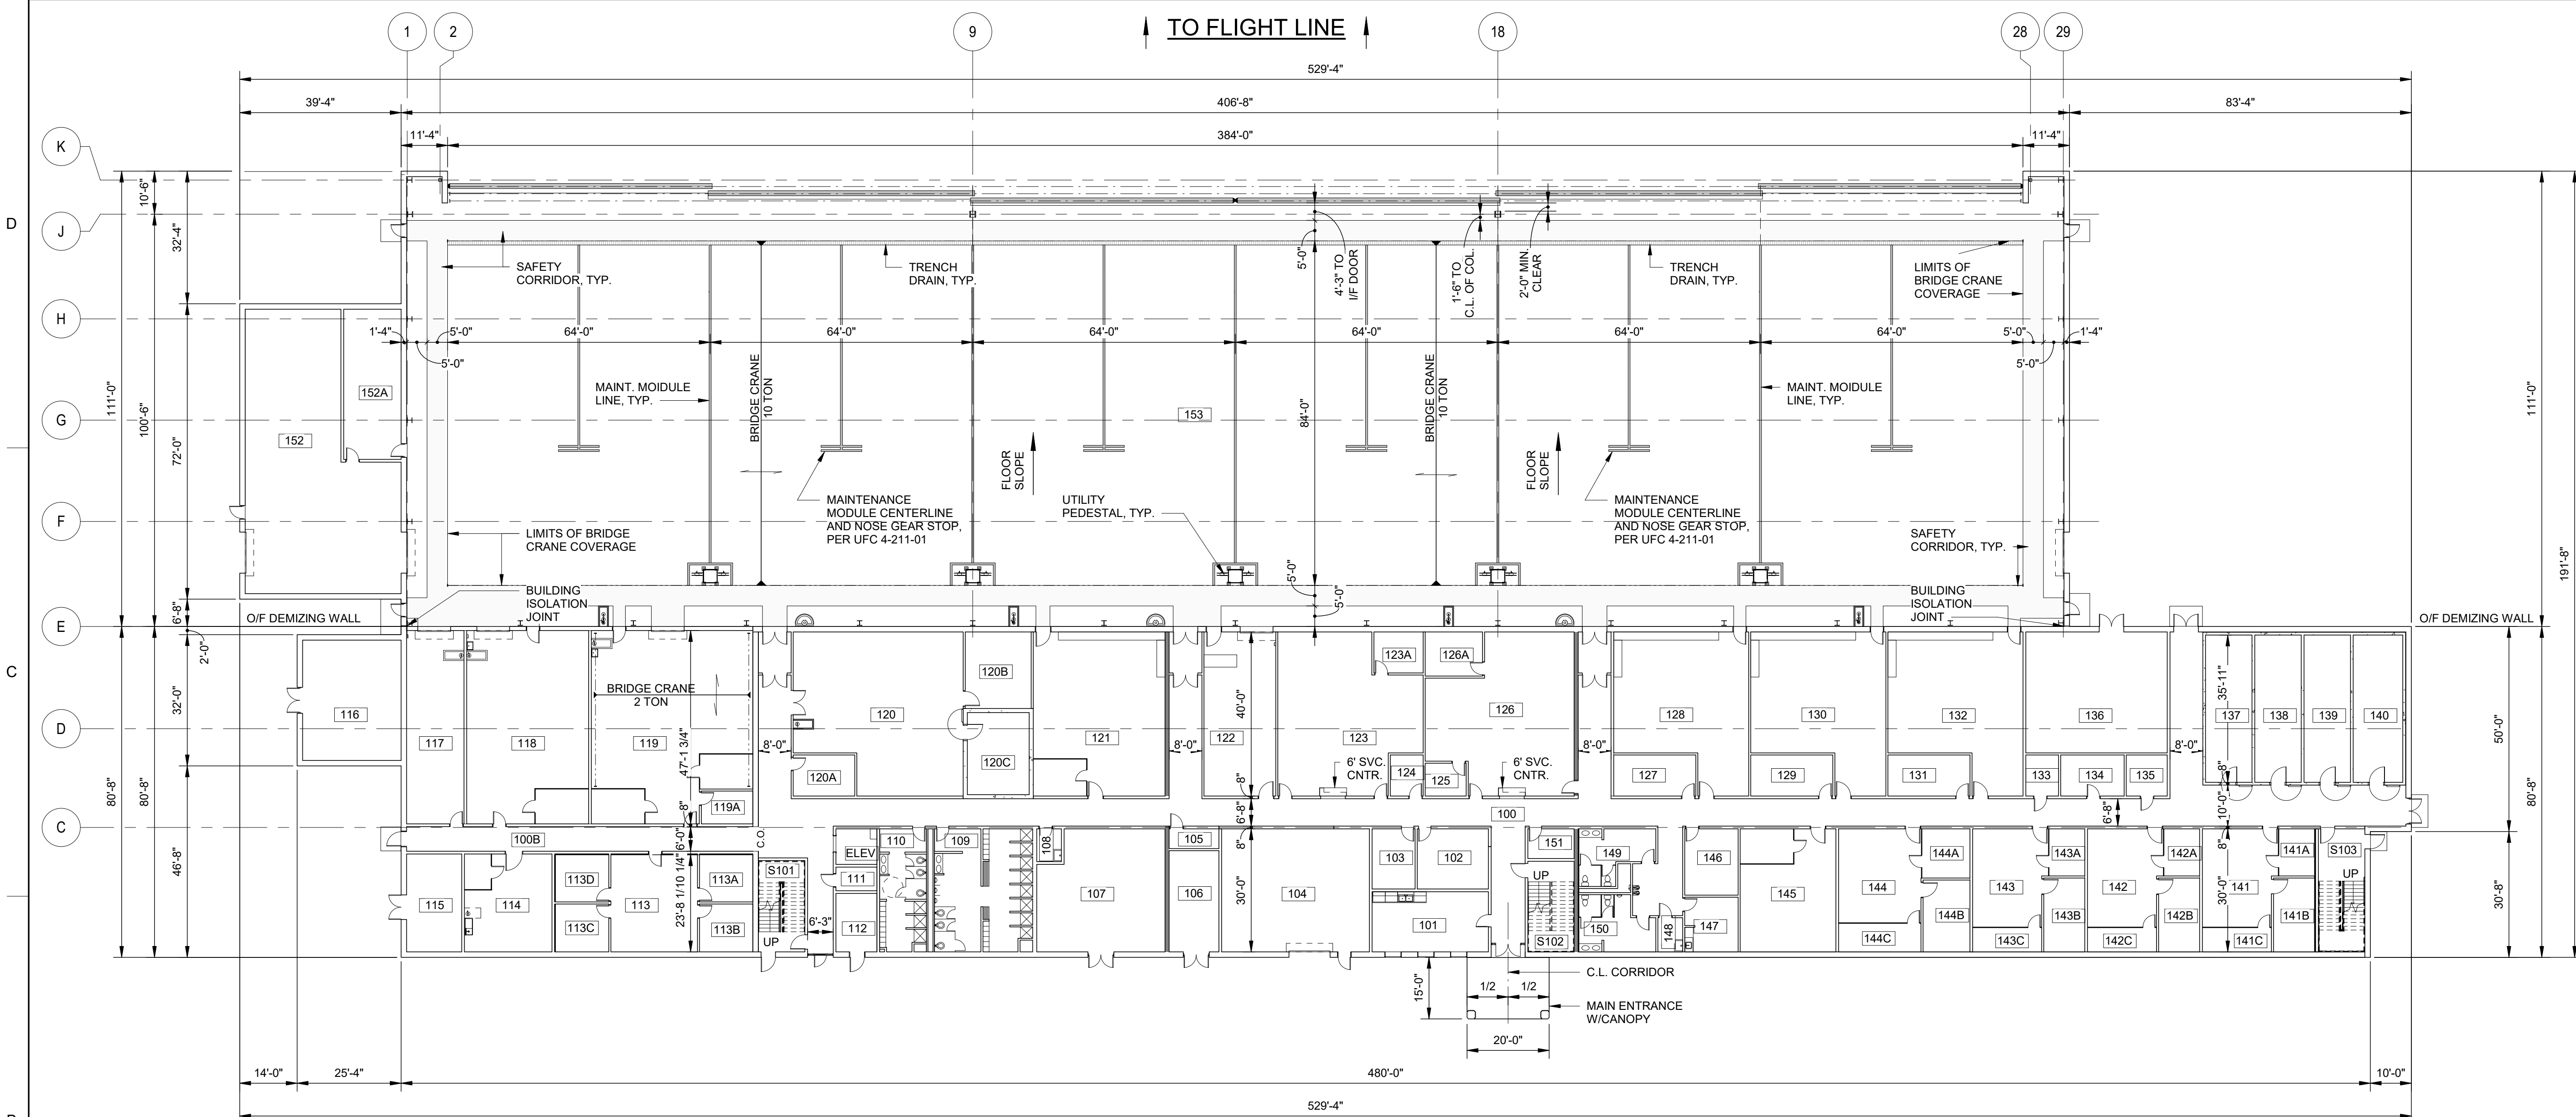 TO FLIGHT LINE
1
2
9
18
28
29
529'-4"
39'-4"
406'-8"
83'-4"
11'-4"
384'-0"
11'-4"
K
J
H
G
F
E
D
C
D
C
10'-6"
32'-4"
111'-0"
100'-6"
72'-0"
6'-8"
2'-0"
32'-0"
80'-8"
80'-8"
46'-8"
SAFETY
CORRIDOR, TYP.
TRENCH
DRAIN, TYP.
5'-0"
4'-3" TO
I/F DOOR
1'-6" TO
C.L. OF COL.
2'-0" MIN.
CLEAR
TRENCH
DRAIN, TYP.
LIMITS OF
BRIDGE CRANE
COVERAGE
1'-4"
5'-0"
5'-0"
64'-0"
64'-0"
64'-0"
64'-0"
64'-0"
64'-0"
5'-0"
1'-4"
5'-0"
152A
152
MAINT. MOIDULE
LINE, TYP.
BRIDGE CRANE
10 TON
153
84'-0"
BRIDGE CRANE
10 TON
MAINT. MOIDULE
LINE, TYP.
FLOOR
SLOPE
FLOOR
SLOPE
MAINTENANCE
MODULE CENTERLINE
AND NOSE GEAR STOP,
PER UFC 4-211-01
UTILITY
PEDESTAL, TYP.
MAINTENANCE
MODULE CENTERLINE
AND NOSE GEAR STOP,
PER UFC 4-211-01
LIMITS OF BRIDGE
CRANE COVERAGE
SAFETY
CORRIDOR, TYP.
111'-0"
191'-8"
BUILDING
ISOLATION
JOINT
5'-0"
5'-0"
BUILDING
ISOLATION
JOINT
O/F DEMIZING WALL
O/F DEMIZING WALL
116
117
118
119
BRIDGE CRANE
2 TON
47'-1 3/4"
119A
8'-0"
120
120A
120B
120C
121
8'-0"
122
40'-0"
8"
123
123A
6' SVC.
CNTR.
124
125
126A
126
6' SVC.
CNTR.
8'-0"
128
127
130
129
132
131
136
133
134
135
8'-0"
137
138
139
140
35'-11"
8"
10'-0"
8"
6'-8"
50'-0"
80'-8"
30'-8"
100B
8"
6'-0"
C.O.
6'-8"
8"
100
115
114
113D
113C
113
113A
113B
23'-8 1/10 1/4"
S101
UP
6'-3"
ELEV
111
112
110
109
108
107
105
106
30'-0"
104
103
102
101
151
UP
S102
149
150
148
146
147
145
144
144A
144B
144C
143
143A
143B
143C
142
142A
142B
142C
141
141A
141B
141C
30'-0"
S103
UP
15'-0"
1/2
1/2
C.L. CORRIDOR
MAIN ENTRANCE
W/CANOPY
20'-0"
14'-0"
25'-4"
480'-0"
10'-0"
529'-4"